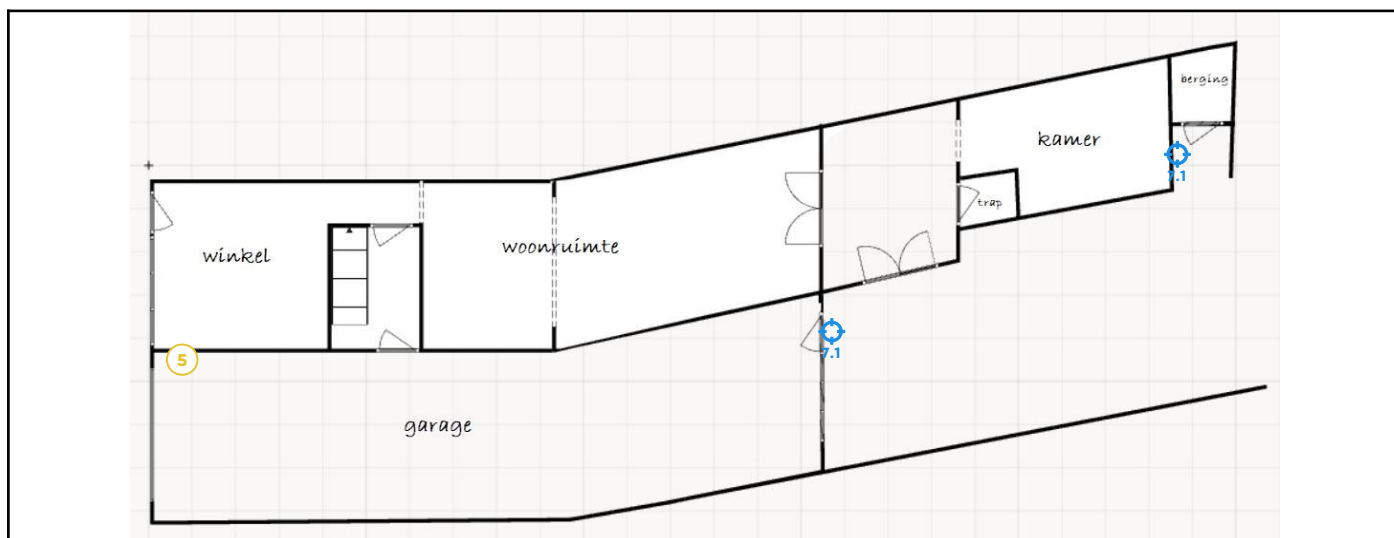 berging
kamer
7.1
trap
winkel
woonruimte
7.1
5
garage